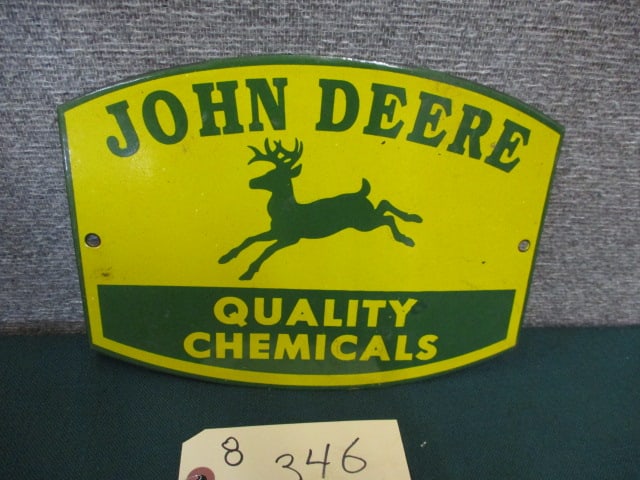 JOHN DEERE
QUALITY
CHEMICALS
8 346